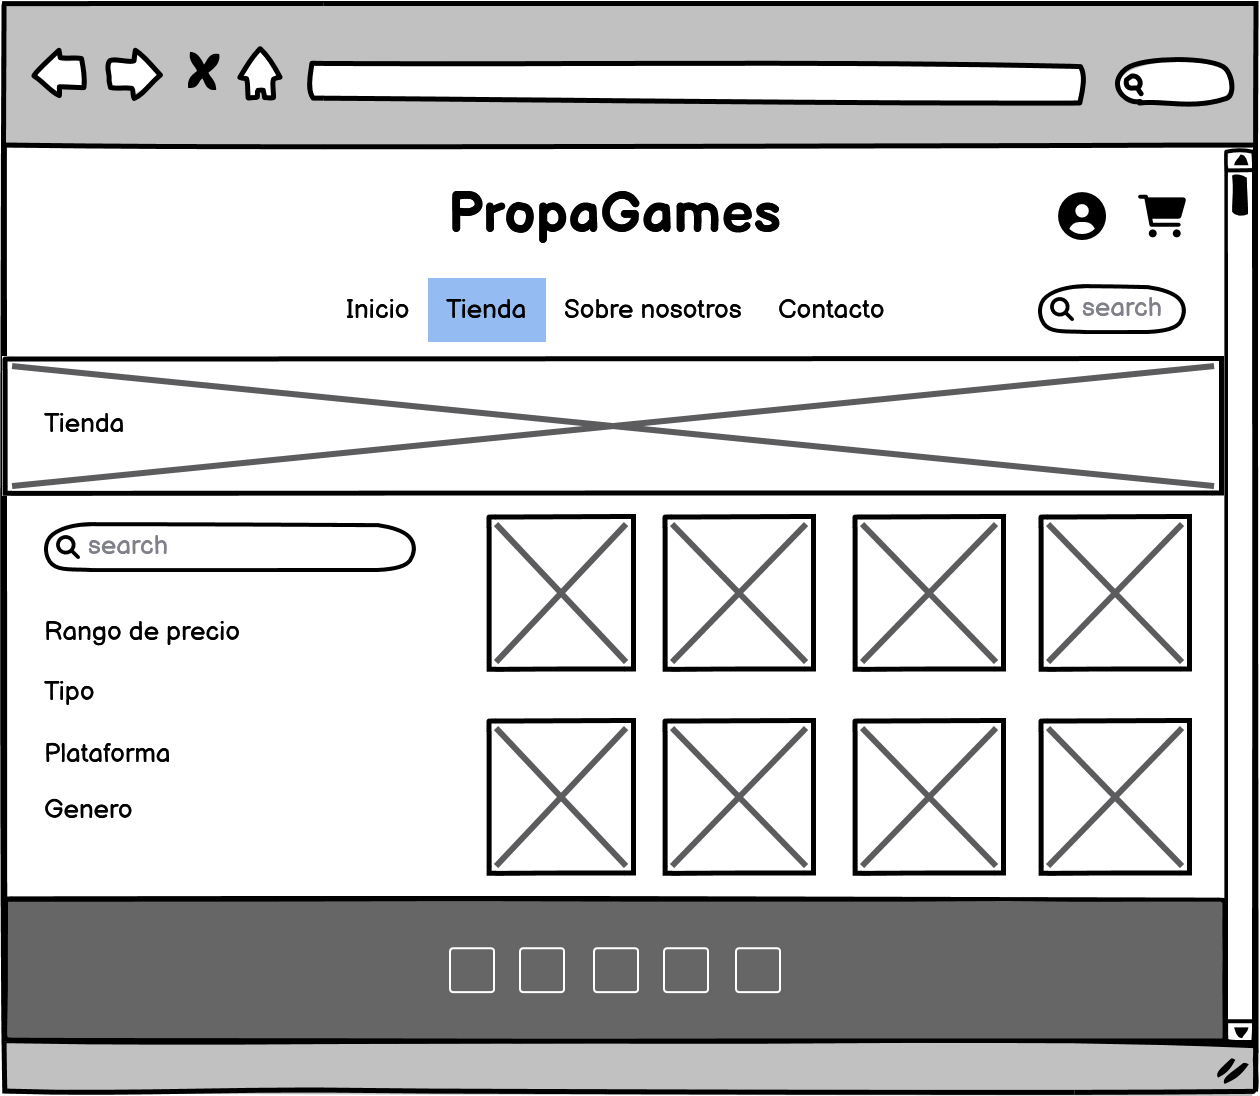 PropaGames
Inicio Tienda Sobre nosotros Contacto search
Tienda
search
Rango de precio
Tipo
Plataforma
Genero